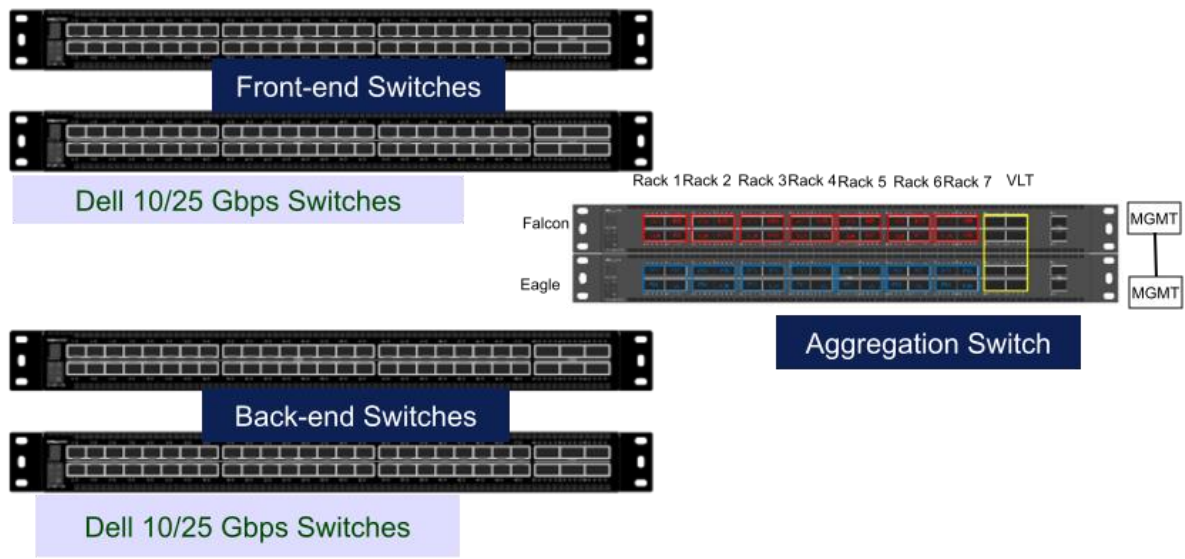 Front-end Switches
Dell 10/25 Gbps Switches
Rack 1 Rack 2 Rack 3 Rack 4 Rack 5 Rack 6 Rack 7 VLT
Falcon
MGMT
Eagle
MGMT
Aggregation Switch
Back-end Switches
Dell 10/25 Gbps Switches